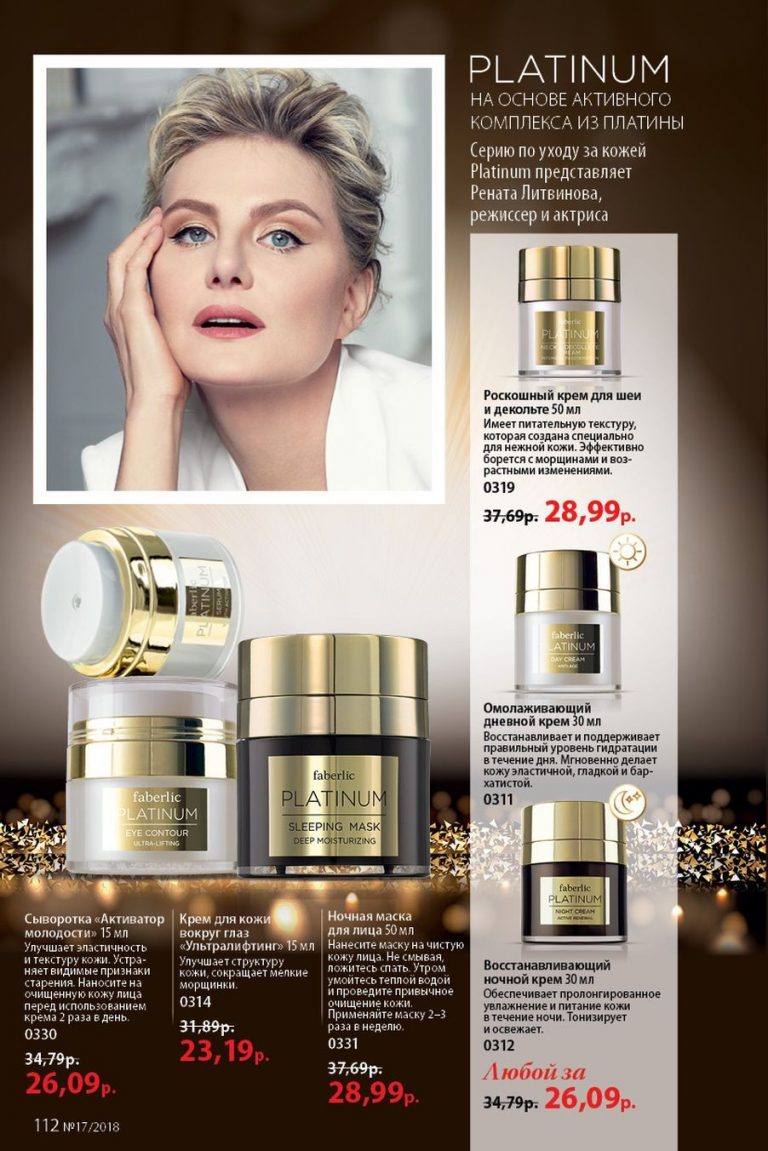 PLATINUM
НА ОСНОВЕ АКТИВНОГО
КОМПЛЕКСА ИЗ ПЛАТИНЫ
Серию по уходу за кожей
Platinum представляет
Рената Литвинова,
режиссер и актриса
faberlic
PLATINUM
NECK & DECOLLETE
CREAM
Роскошный крем для шеи
и декольте 50 мл
Имеет питательную текстуру,
которая создана специально
для нежной кожи. Эффективно
борется с морщинами и воз-
растными изменениями.
0319
37,69р. 28,99р.
faberlic
PLATINUM
DAY CREAM
ANTI-AGE
Омолаживающий
дневной крем 30 мл
Восстанавливает и поддерживает
правильный уровень гидратации
в течение дня. Мгновенно делает
кожу эластичной, гладкой и бар-
хатистой.
0311
faberlic
PLATINUM
NIGHT CREAM
ACTIVE RENEWAL
Восстанавливающий
ночной крем 30 мл
Обеспечивает пролонгированное
увлажнение и питание кожи
в течение ночи. Тонизирует
и освежает.
0312
Любой за
34,79р. 26,09р.
faberlic
PLATINUM
SERUM
faberlic
PLATINUM
EYE CONTOUR
ULTRA-LIFTING
faberlic
PLATINUM
SLEEPING MASK
DEEP MOISTURIZING
Сыворотка «Активатор
молодости» 15 мл
Улучшает эластичность
и текстуру кожи. Устра-
няет видимые признаки
старения. Наносите на
очищенную кожу лица
перед использованием
крема 2 раза в день.
0330
34,79р.
26,09р.
Крем для кожи
вокруг глаз
«Ультралифтинг» 15 мл
Улучшает структуру
кожи, сокращает мелкие
морщинки.
0314
31,89р.
23,19р.
Ночная маска
для лица 50 мл
Нанесите маску на чистую
кожу лица. Не смывая,
ложитесь спать. Утром
умойтесь теплой водой
и проведите привычное
очищение кожи.
Применяйте маску 2–3
раза в неделю.
0331
37,69р.
28,99р.
112 №17/2018